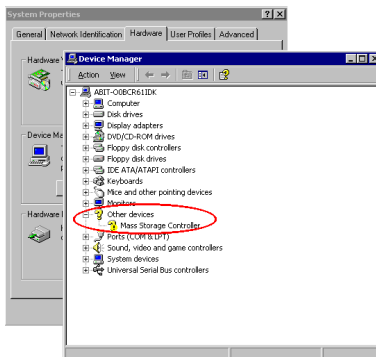 System Properties
General
Network Identification
Hardware
User Profiles
Advanced
Hardware
Device Ma
Hardware
Device Manager
Action View
ABIT-O0BCR61IDK
Computer
Disk drives
Display adapters
DVD/CD-ROM drives
Floppy disk controllers
Floppy disk drives
IDE ATA/ATAPI controllers
Keyboards
Mice and other pointing devices
Monitors
Other devices
Mass Storage Controller
Ports (COM & LPT)
Sound, video and game controllers
System devices
Universal Serial Bus controllers